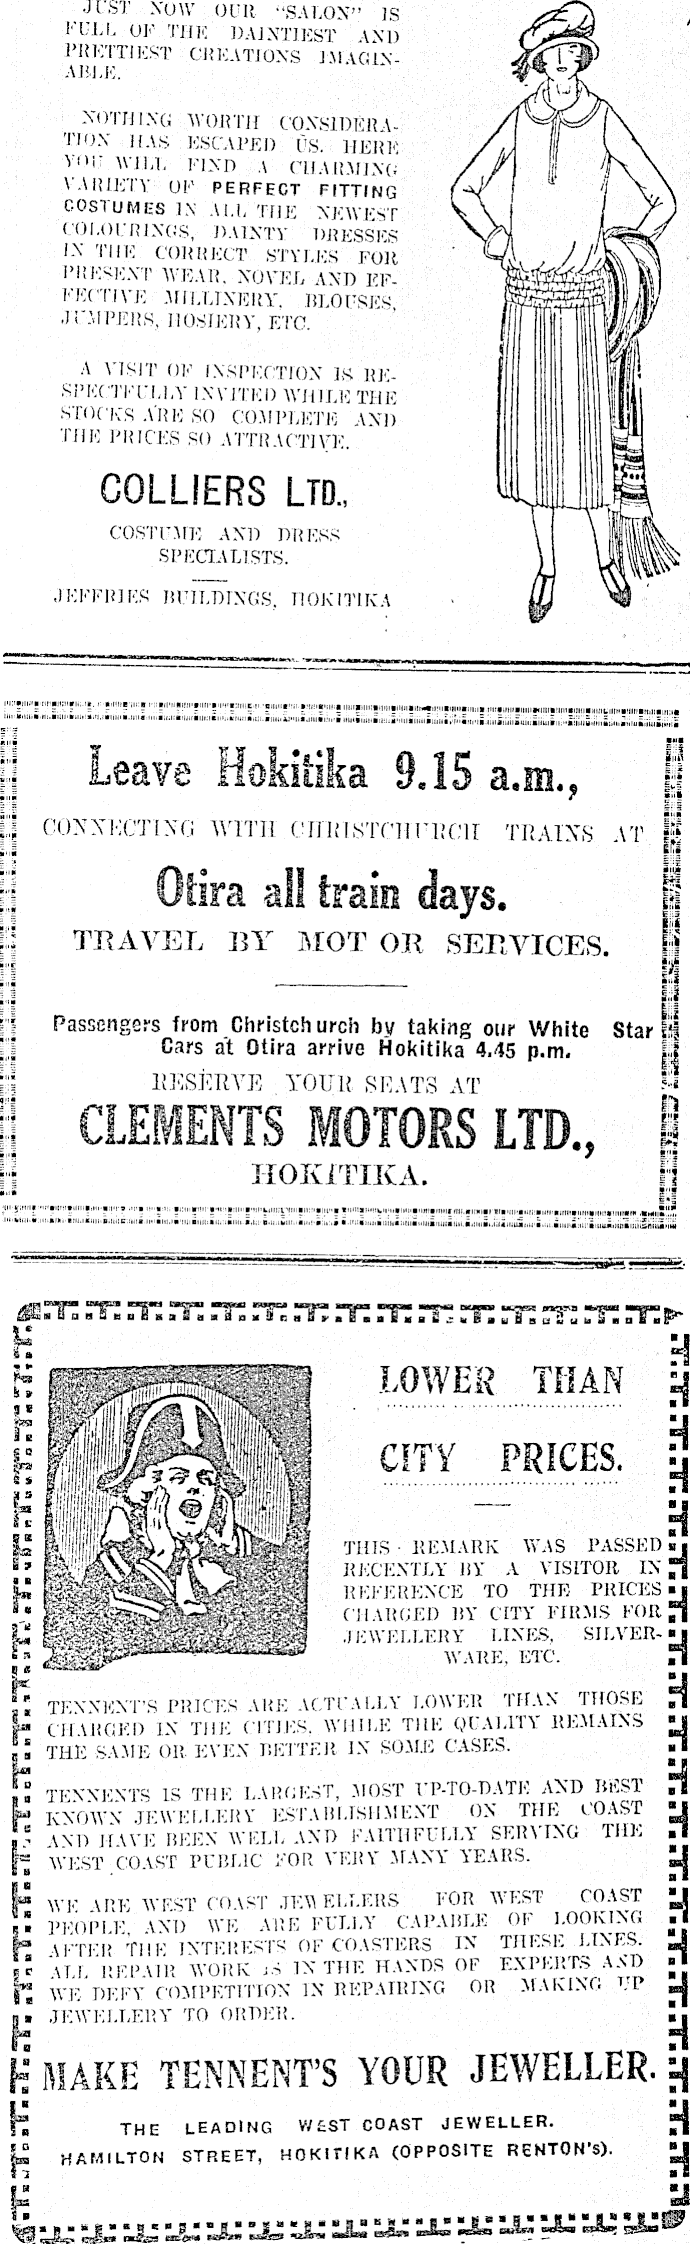 JUST NOW OUR "SALON" IS
FULL OF THE DAINTIEST AND
PRETTIEST CREATIONS IMAGIN-
ABLE.
NOTHING WORTH CONSIDERA-
TION HAS ESCAPED US. HERE
YOU WILL FIND A CHARMING
VARIETY OF PERFECT FITTING
COSTUMES IN ALL THE NEWEST
COLOURINGS, DAINTY DRESSES
IN THE CORRECT STYLES FOR
PRESENT WEAR, NOVEL AND EF-
FECTIVE MILLINERY, BLOUSES,
JUMPERS, HOSIERY, ETC.
A VISIT OF INSPECTION IS RE-
SPECTFULLY INVITED WHILE THE
STOCKS ARE SO COMPLETE AND
THE PRICES SO ATTRACTIVE.
COLLIERS LTD.,
COSTUME AND DRESS
SPECIALISTS.
JEFFRIES BUILDINGS, HOKITIKA
Leave Hokitika 9.15 a.m.,
CONNECTING WITH CHRISTCHURCH TRAINS AT
Otira all train days.
TRAVEL BY MOT OR SERVICES.
Passengers from Christchurch by taking our White Star
Cars at Otira arrive Hokitika 4.45 p.m.
RESERVE YOUR SEATS AT
CLEMENTS MOTORS LTD.,
HOKITIKA.
LOWER THAN
CITY PRICES.
THIS REMARK WAS PASSED
RECENTLY BY A VISITOR IN
REFERENCE TO THE PRICES
CHARGED BY CITY FIRMS FOR
JEWELLERY LINES, SILVER-
WARE, ETC.
TENNENT'S PRICES ARE ACTUALLY LOWER THAN THOSE
CHARGED IN THE CITIES, WHILE THE QUALITY REMAINS
THE SAME OR EVEN BETTER IN SOME CASES.
TENNENTS IS THE LARGEST, MOST UP-TO-DATE AND BEST
KNOWN JEWELLERY ESTABLISHMENT ON THE COAST
AND HAVE BEEN WELL AND FAITHFULLY SERVING THE
WEST COAST PUBLIC FOR VERY MANY YEARS.
WE ARE WEST COAST JEWELLERS FOR WEST COAST
PEOPLE, AND WE ARE FULLY CAPABLE OF LOOKING
AFTER THE INTERESTS OF COASTERS IN THESE LINES.
ALL REPAIR WORK IS IN THE HANDS OF EXPERTS AND
WE DEFY COMPETITION IN REPAIRING OR MAKING UP
JEWELLERY TO ORDER.
MAKE TENNENT'S YOUR JEWELLER.
THE LEADING WEST COAST JEWELLER.
HAMILTON STREET, HOKITIKA (OPPOSITE RENTON's).